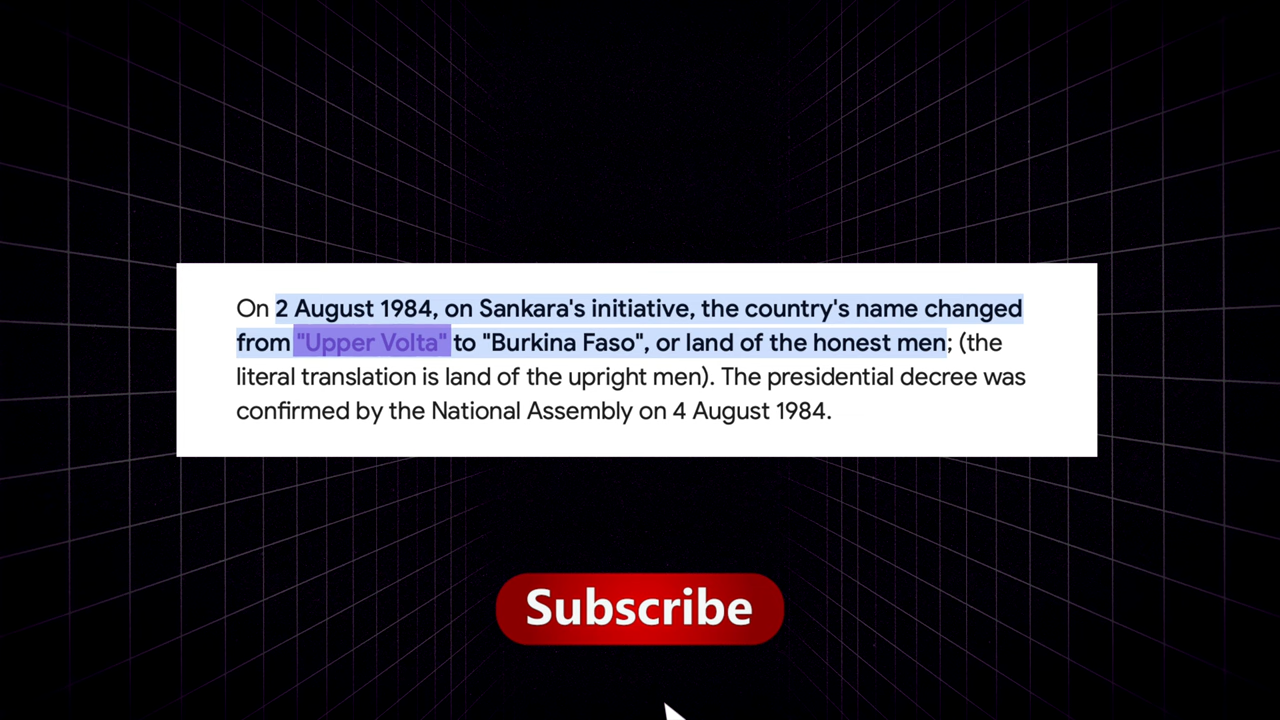 On 2 August 1984, on Sankara's initiative, the country's name changed
from "Upper Volta" to "Burkina Faso", or land of the honest men; (the
literal translation is land of the upright men). The presidential decree was
confirmed by the National Assembly on 4 August 1984.
Subscribe